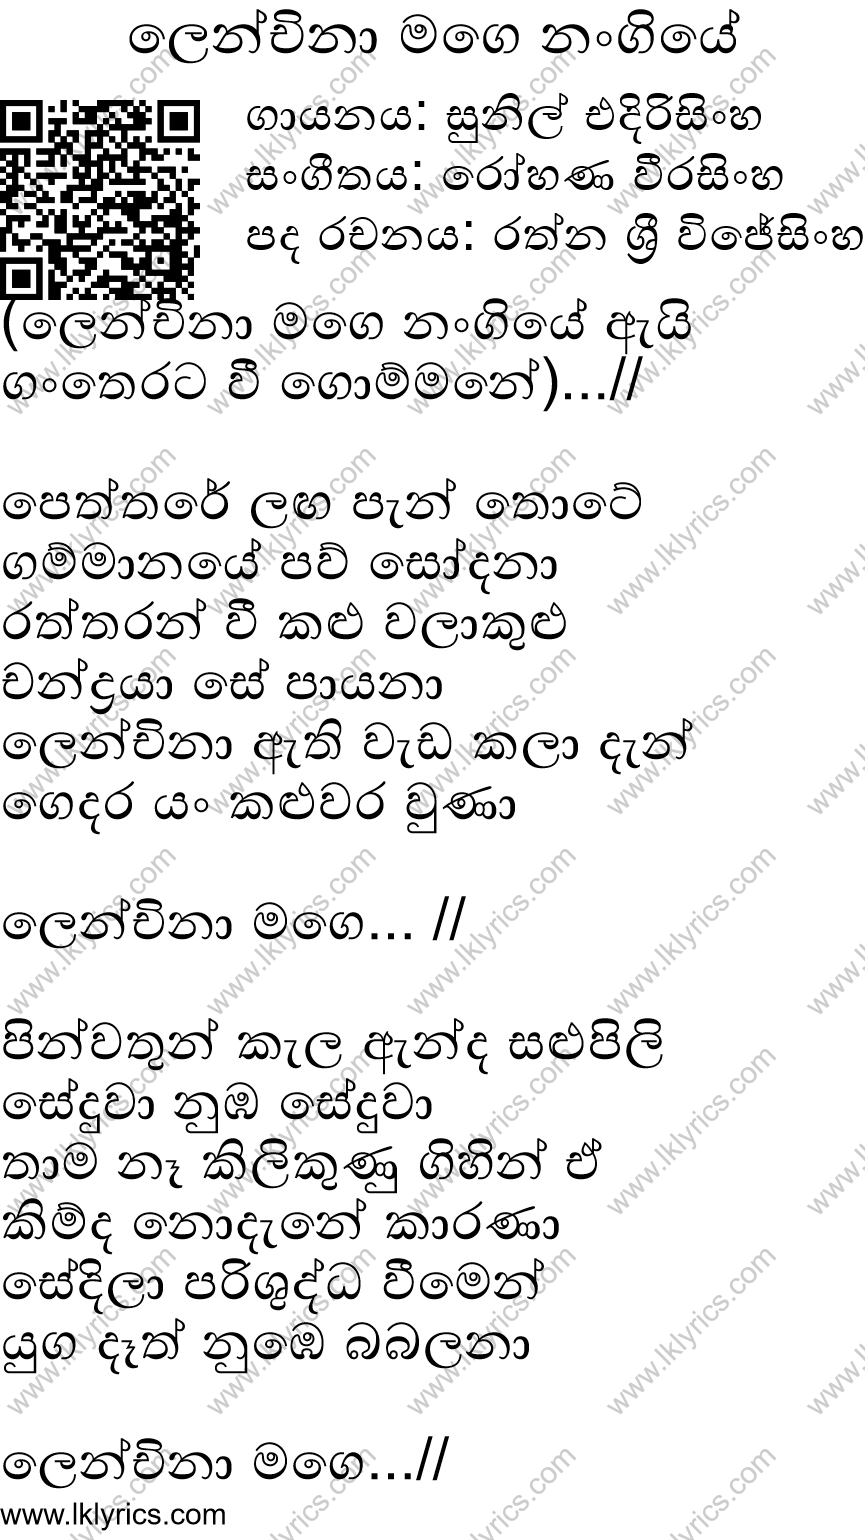 ලෙන්චිනා මගෙ නංගියේ
ගායනය: සුනිල් එදිරිසිංහ
සංගීතය: රෝහණ වීරසිංහ
පද රචනය: රත්න ශ්‍රී විජේසිංහ
(ලෙන්චිනා මගෙ නංගියේ ඇයි
ගංතෙරට වී ගොම්මනේ)...//
පෙත්තරේ ලඟ පැන් තොටේ
ගම්මානයේ පව් සෝදනා
රත්තරන් වී කළු වලාකුළු
චන්ද්‍රයා සේ පායනා
ලෙන්චිනා ඇති වැඩ කලා දැන්
ගෙදර යං කළුවර වුණා
ලෙන්චිනා මගෙ... //
පින්වතුන් කැල ඇන්ද සළුපිලි
සේදුවා නුඹ සේදුවා
තාම නෑ කිලිකුණු ගිහින් ඒ
කිම්ද නොදැනේ කාරණා
සේදිලා පරිශුද්ධ වීමෙන්
යුග දෑත් නුඹෙ බබලනා
ලෙන්චිනා මගෙ...//
www.lklyrics.com